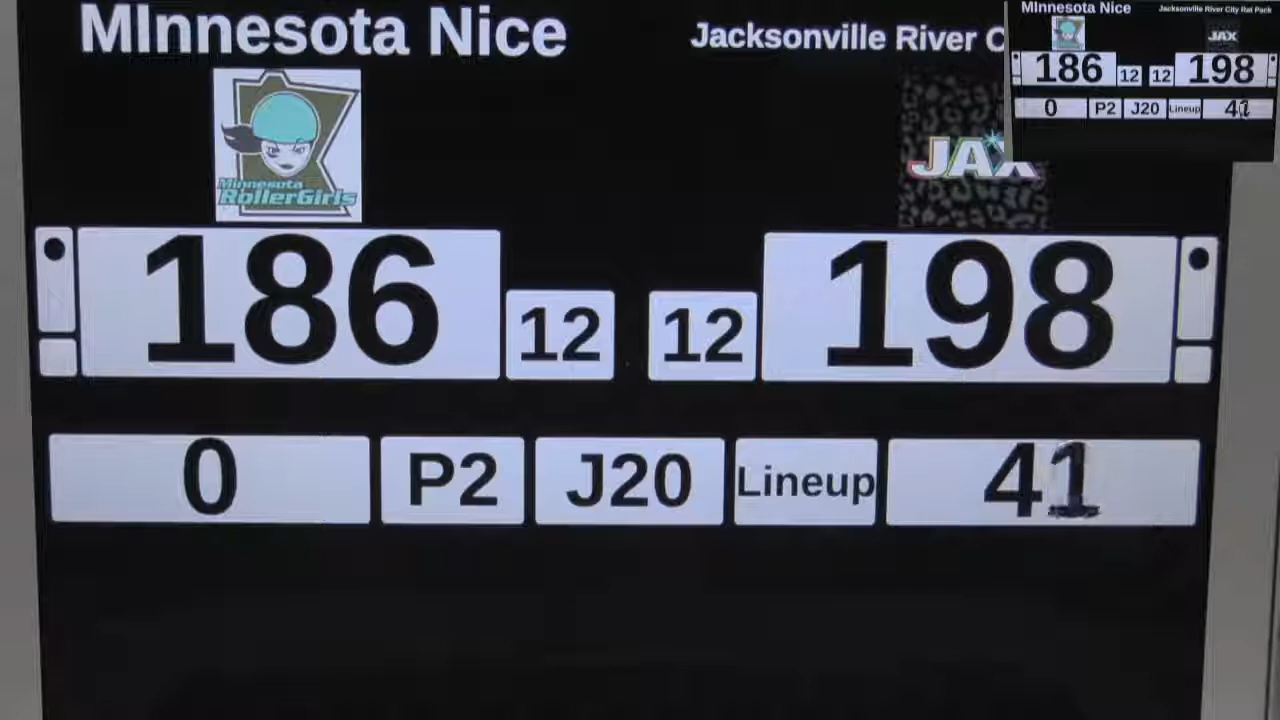 MInnesota Nice
Jacksonville River C
Minnesota
RollerGirls
JAX
186
12
12
198
0
P2
J20
Lineup
41
MInnesota Nice
Jacksonville River City Rat Pack
JAX
186
12
12
198
0
P2
J20
Lineup